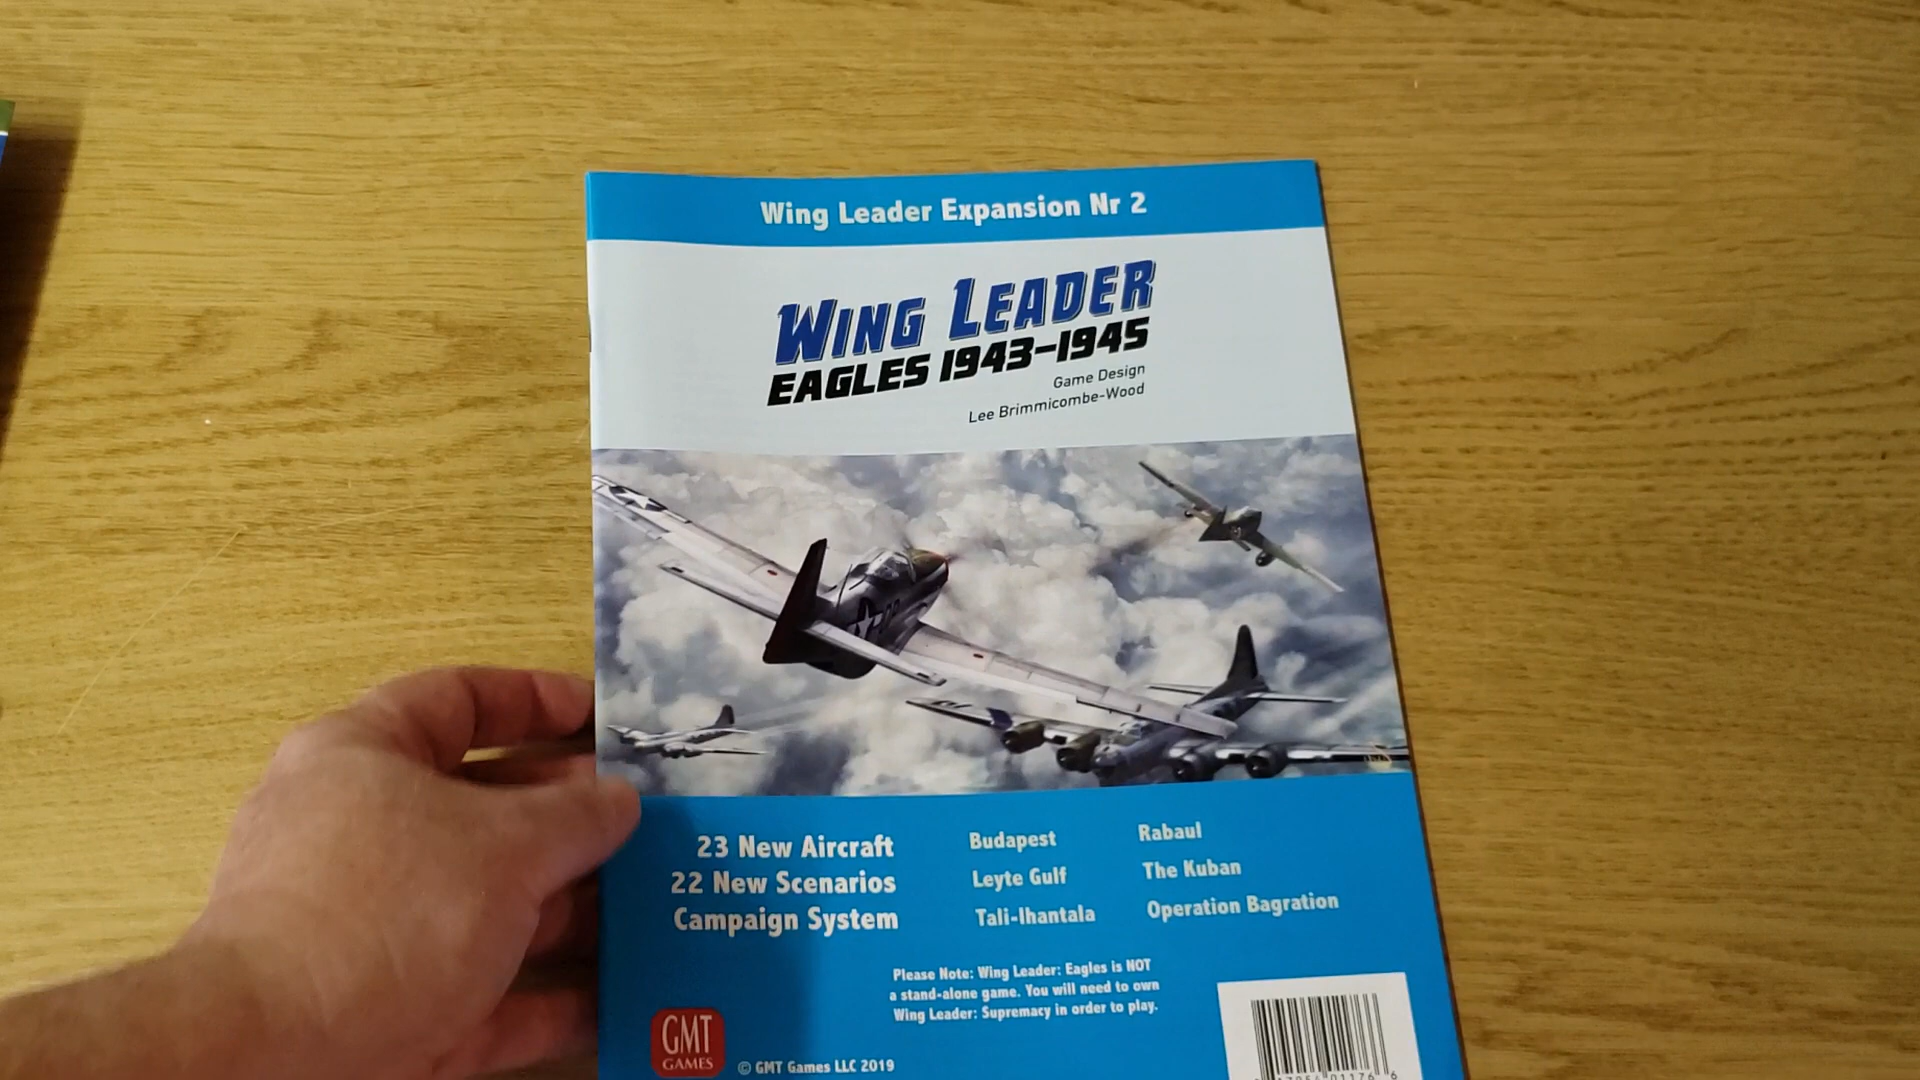 Wing Leader Expansion Nr 2
WING LEADER
EAGLES 1943-1945
Game Design
Lee Brimmicombe-Wood
23 New Aircraft
22 New Scenarios
Campaign System
Budapest
Leyte Gulf
Tali-Ihantala
Rabaul
The Kuban
Operation Bagration
Please Note: Wing Leader: Eagles is NOT
a stand-alone game. You will need to own
Wing Leader: Supremacy in order to play.
GMT
GAMES
© GMT Games LLC 2019